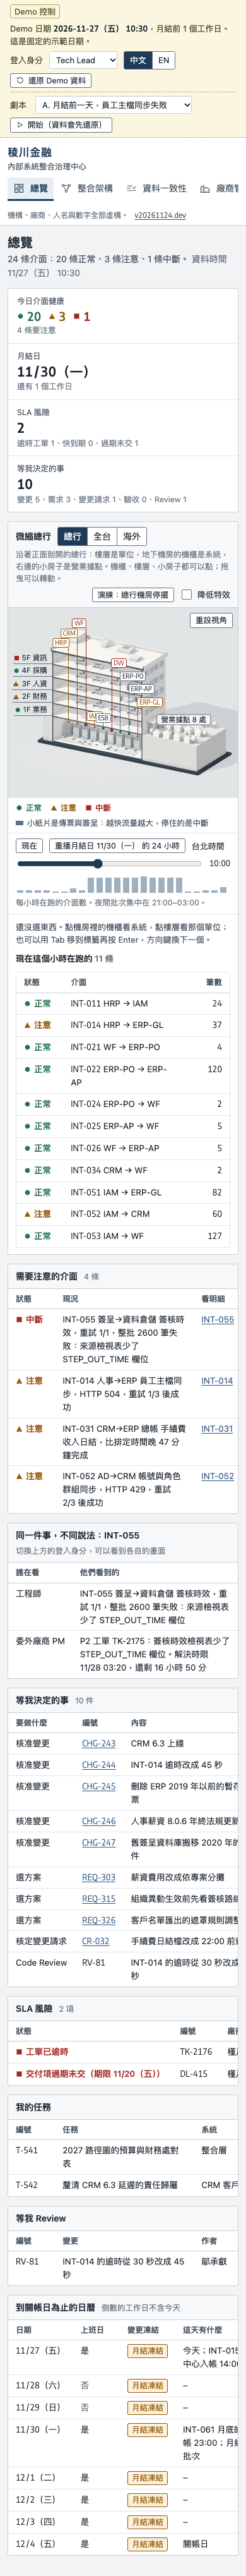 Demo 控制
Demo 日期 2026-11-27（五） 10:30，月結前 1 個工作日。
這是固定的示範日期。
登入身分 Tech Lead 中文 EN
還原 Demo 資料
劇本 A. 月結前一天，員工主檔同步失敗
開始（資料會先還原）
稜川金融
內部系統整合治理中心
總覽 整合架構 資料一致性
機構、廠商、人名與數字全部虛構。 v20261124.dev
總覽
24 條介面：20 條正常、3 條注意、1 條中斷。 資料時間
11/27（五） 10:30
今日介面健康
20 3 1
4 條要注意
月結日
11/30（一）
還有 1 個工作日
SLA 風險
2
逾時工單 1、快到期 0、過期未交 1
等我決定的事
10
變更 5、需求 3、變更請求 1、驗收 0、Review 1
微縮總行 總行 全台 海外
沿著正面剖開的總行：樓層是單位，地下機房的機櫃是系統，
右邊的小房子是營業據點。機櫃、樓層、小房子都可以點；拖
曳可以轉動。
演練：總行機房停擺 降低特效
重設視角
WF
CRM
HRP
DW
ERP-PO
ERP-AP
ERP-GL
ESB
5F 資訊
4F 採購
3F 人資
2F 財務
1F 業務
營業據點 8 處
正常 注意 中斷
小紙片是傳票與簽呈：越快流量越大，停住的是中斷
現在 重播月結日 11/30（一） 的 24 小時 台北時間
10:00
每小時在跑的介面數。夜間批次集中在 21:00–03:00。
還沒選東西。點機房裡的機櫃看系統，點樓層看那個單位；
也可以用 Tab 移到標籤再按 Enter，方向鍵換下一個。
現在這個小時在跑的 11 條
狀態 介面 筆數
正常 INT-011 HRP → IAM 24
注意 INT-014 HRP → ERP-GL 37
正常 INT-021 WF → ERP-PO 4
正常 INT-022 ERP-PO → ERP-AP 120
正常 INT-024 ERP-PO → WF 2
正常 INT-025 ERP-AP → WF 5
正常 INT-026 WF → ERP-AP 5
正常 INT-034 CRM → WF 2
正常 INT-051 IAM → ERP-GL 82
注意 INT-052 IAM → CRM 60
正常 INT-053 IAM → WF 127
需要注意的介面 4 條
狀態 現況 看明細
中斷 INT-055 簽呈→資料倉儲 簽核時 INT-055
效，重試 1/1，整批 2600 筆失
敗：來源檢視表少了
STEP_OUT_TIME 欄位
注意 INT-014 人事→ERP 員工主檔同 INT-014
步，HTTP 504，重試 1/3 後成
功
注意 INT-031 CRM→ERP 總帳 手續費 INT-031
收入日結，比排定時間晚 47 分
鐘完成
注意 INT-052 AD→CRM 帳號與角色 INT-052
群組同步，HTTP 429，重試
2/3 後成功
同一件事，不同說法：INT-055
切換上方的登入身分，可以看到各自的畫面
誰在看 他們看到的
工程師 INT-055 簽呈→資料倉儲 簽核時效，重
試 1/1，整批 2600 筆失敗：來源檢視表
少了 STEP_OUT_TIME 欄位
委外廠商 PM P2 工單 TK-2175：簽核時效檢視表少了
STEP_OUT_TIME 欄位。解決時限
11/28 03:20，還剩 16 小時 50 分
等我決定的事 10 件
要做什麼 編號 內容
核准變更 CHG-243 CRM 6.3 上線
核准變更 CHG-244 INT-014 逾時改成 45 秒
核准變更 CHG-245 刪除 ERP 2019 年以前的暫存
票
核准變更 CHG-246 人事薪資 8.0.6 年終法規更新
核准變更 CHG-247 舊簽呈資料庫搬移 2020 年的
件
選方案 REQ-303 薪資費用改成依專案分攤
選方案 REQ-315 組織異動生效前先看簽核路
選方案 REQ-326 客戶名單匯出的遮罩規則調
核定變更請求 CR-032 手續費日結檔改成 22:00 前
Code Review RV-81 INT-014 的逾時從 30 秒改成
秒
SLA 風險 2 項
狀態 編號
工單已逾時 TK-2176
交付項過期未交（期限 11/20（五）） DL-415
我的任務
編號 任務 系統
T-541 2027 路徑圖的預算與財務處對 整合層
表
T-542 釐清 CRM 6.3 延遲的責任歸屬 CRM 客戶
等我 Review
編號 變更 作者
RV-81 INT-014 的逾時從 30 秒改成 45 鄔承叡
秒
到關帳日為止的日曆 倒數的工作日不含今天
日期 上班日 變更凍結 這天有什麼
11/27（五） 是 月結凍結 今天；INT-015
中心入帳 14:00
11/28（六） 否 月結凍結 –
11/29（日） 否 月結凍結 –
11/30（一） 是 月結凍結 INT-061 月底
帳 23:00；月結
批次
12/1（二） 是 月結凍結 –
12/2（三） 是 月結凍結 –
12/3（四） 是 月結凍結 –
12/4（五） 是 月結凍結 關帳日